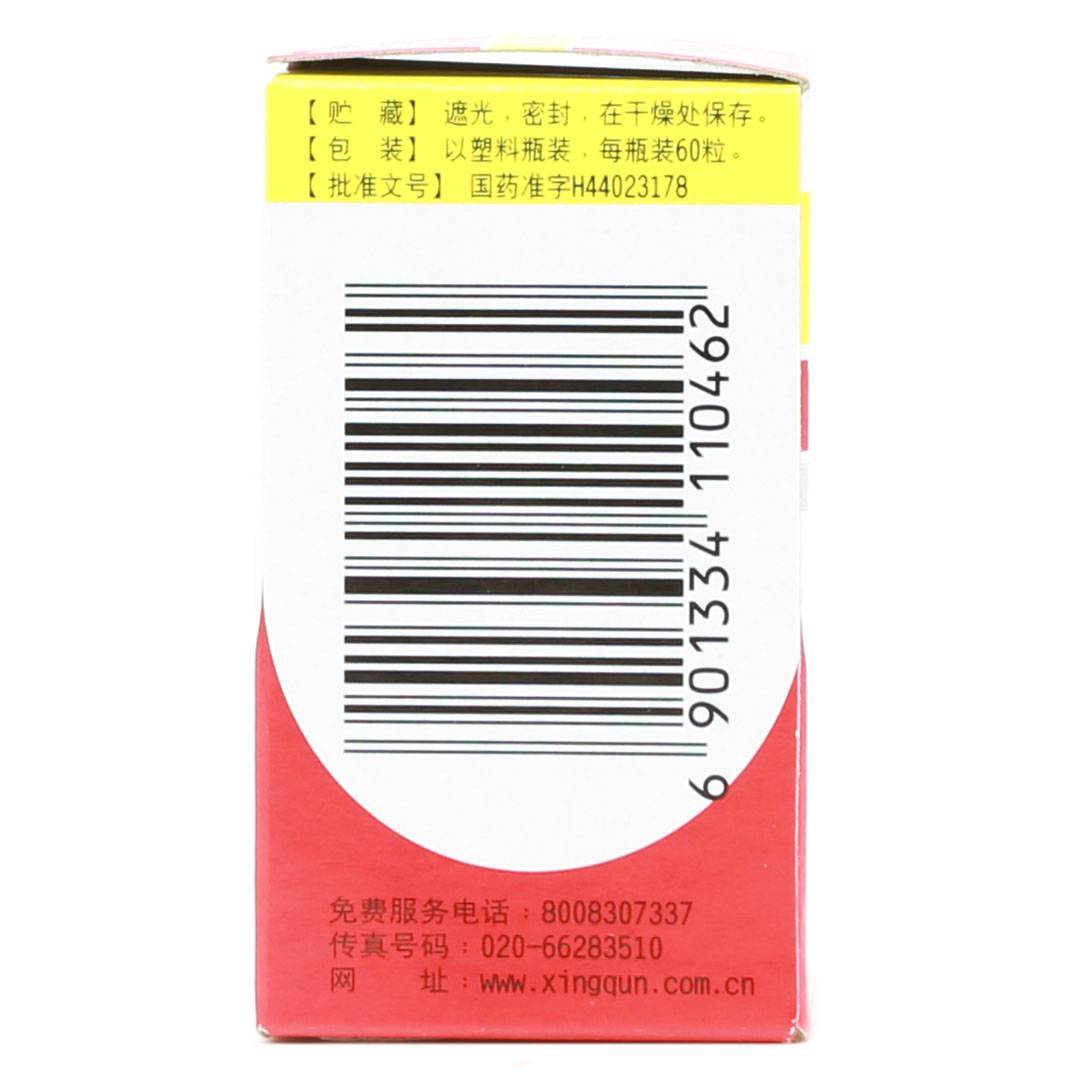 【贮　藏】 遮光，密封，在干燥处保存。
【包　装】 以塑料瓶装，每瓶装60粒。
【批准文号】 国药准字H44023178
6 901334 110462
免费服务电话：8008307337
传真号码：020-66283510
网　　址：www.xingqun.com.cn